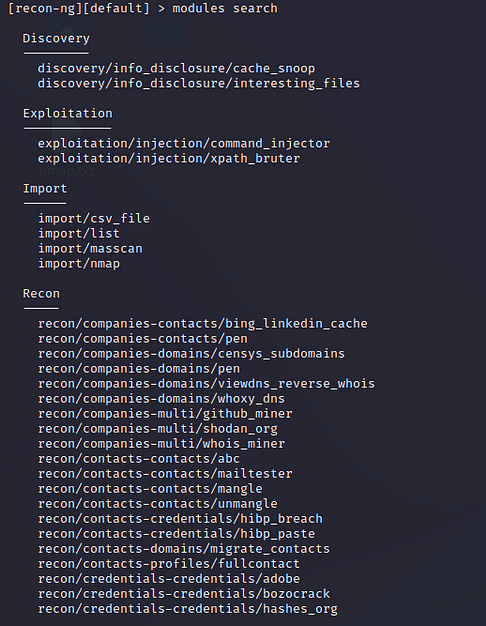 [recon-ng][default] > modules search
Discovery
discovery/info_disclosure/cache_snoop
discovery/info_disclosure/interesting_files
Exploitation
exploitation/injection/command_injector
exploitation/injection/xpath_bruter
nmap.txt
Import
import/csv_file
import/list
import/masscan
import/nmap
Recon
recon/companies-contacts/bing_linkedin_cache
recon/companies-contacts/pen
recon/companies-domains/censys_subdomains
recon/companies-domains/pen
recon/companies-domains/viewdns_reverse_whois
recon/companies-domains/whoxy_dns
recon/companies-multi/github_miner
recon/companies-multi/shodan_org
recon/companies-multi/whois_miner
recon/contacts-contacts/abc
recon/contacts-contacts/mailtester
recon/contacts-contacts/mangle
recon/contacts-contacts/unmangle
recon/contacts-credentials/hibp_breach
recon/contacts-credentials/hibp_paste
recon/contacts-domains/migrate_contacts
recon/contacts-profiles/fullcontact
recon/credentials-credentials/adobe
recon/credentials-credentials/bozocrack
recon/credentials-credentials/hashes_org